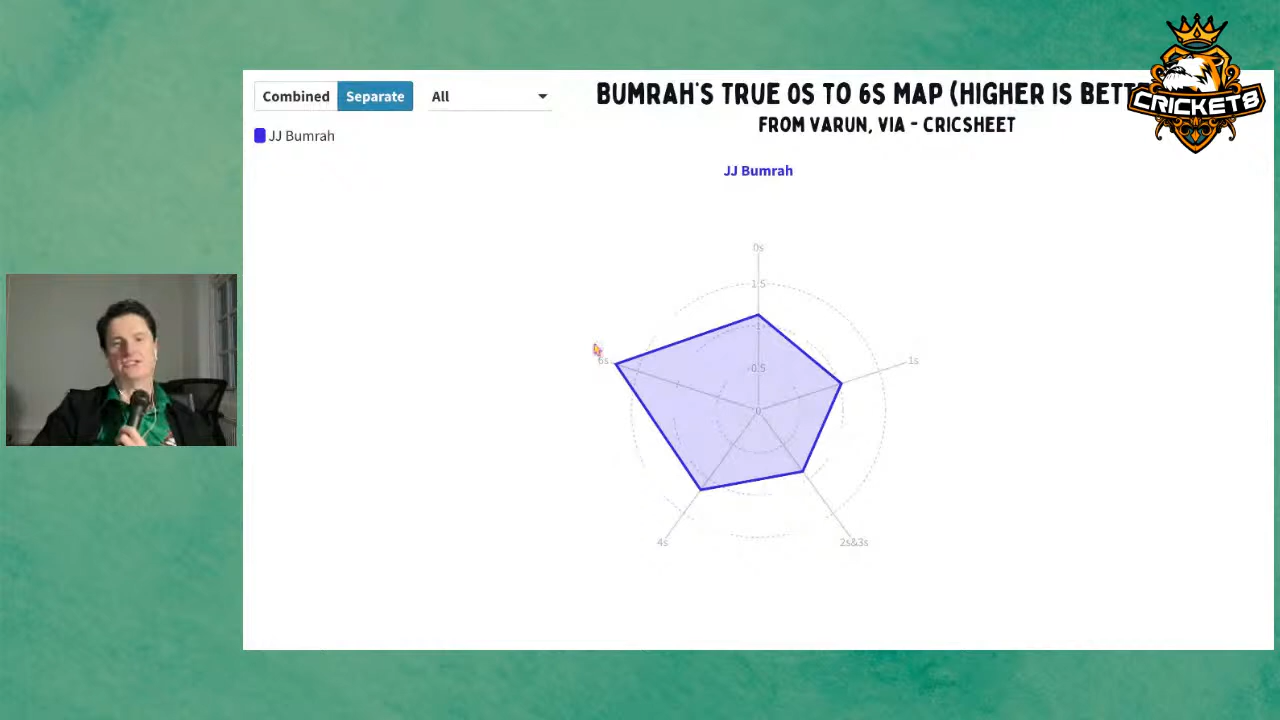 Combined Separate All
BUMRAH'S TRUE 0S TO 6S MAP (HIGHER IS
FROM VARUN, VIA - CRICSHEET
CRICKET8
JJ Bumrah
JJ Bumrah
0s
1.5
1
6s
1s
0.5
0
4s
2s&3s